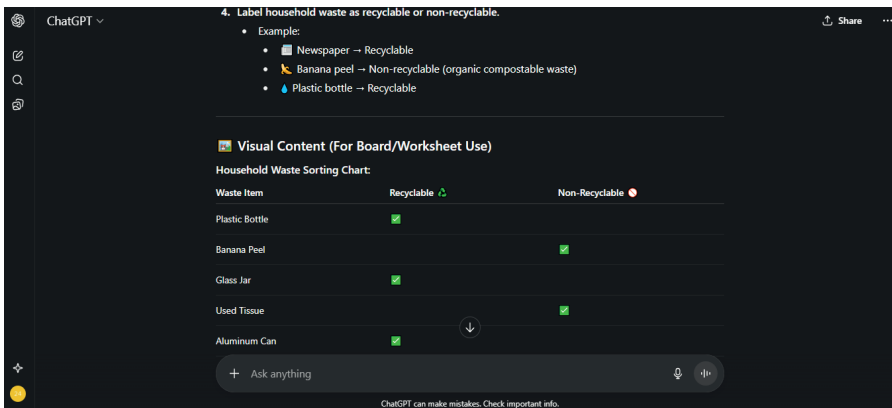 ChatGPT
Share
4. Label household waste as recyclable or non-recyclable.
Example:
Newspaper → Recyclable
Banana peel → Non-recyclable (organic compostable waste)
Plastic bottle → Recyclable
Visual Content (For Board/Worksheet Use)
Household Waste Sorting Chart:
Waste Item Recyclable Non-Recyclable
Plastic Bottle
Banana Peel
Glass Jar
Used Tissue
Aluminum Can
Ask anything
ChatGPT can make mistakes. Check important info.